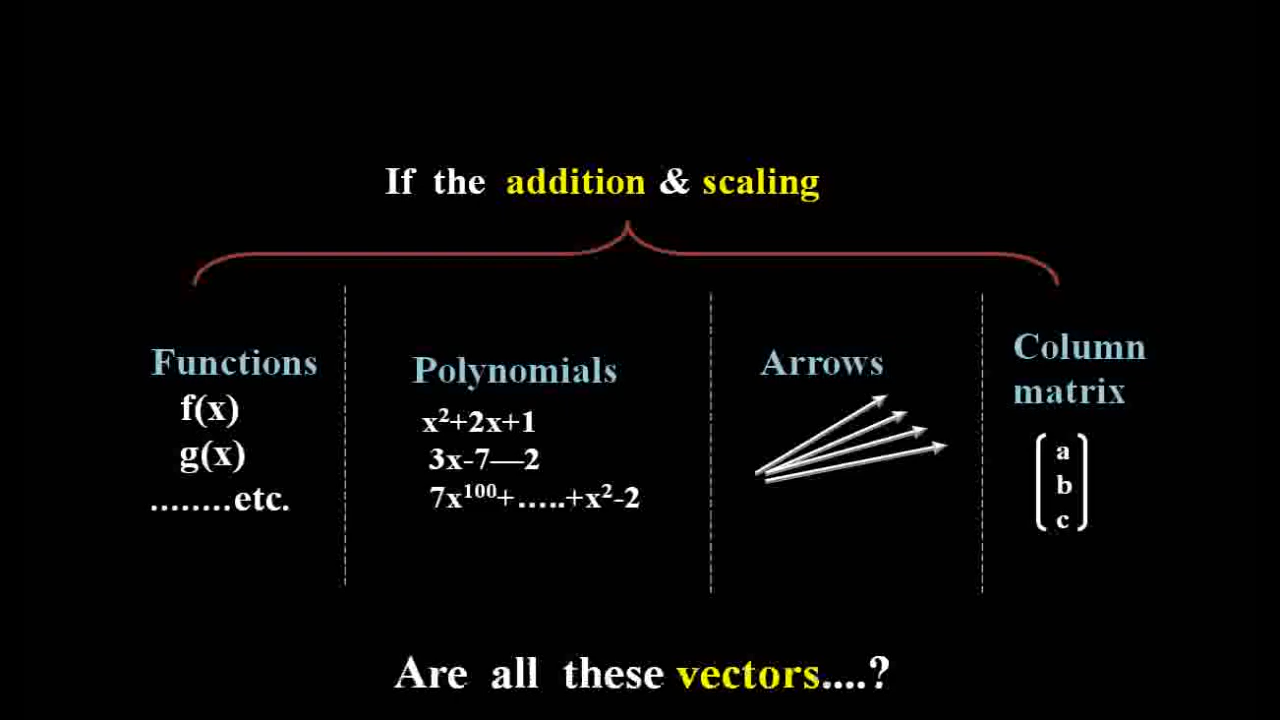 If the addition & scaling
Functions
f(x)
g(x)
........etc.
Polynomials
x²+2x+1
3x-7—2
7x¹⁰⁰+…..+x²-2
Arrows
Column
matrix
a
b
c
Are all these vectors....?